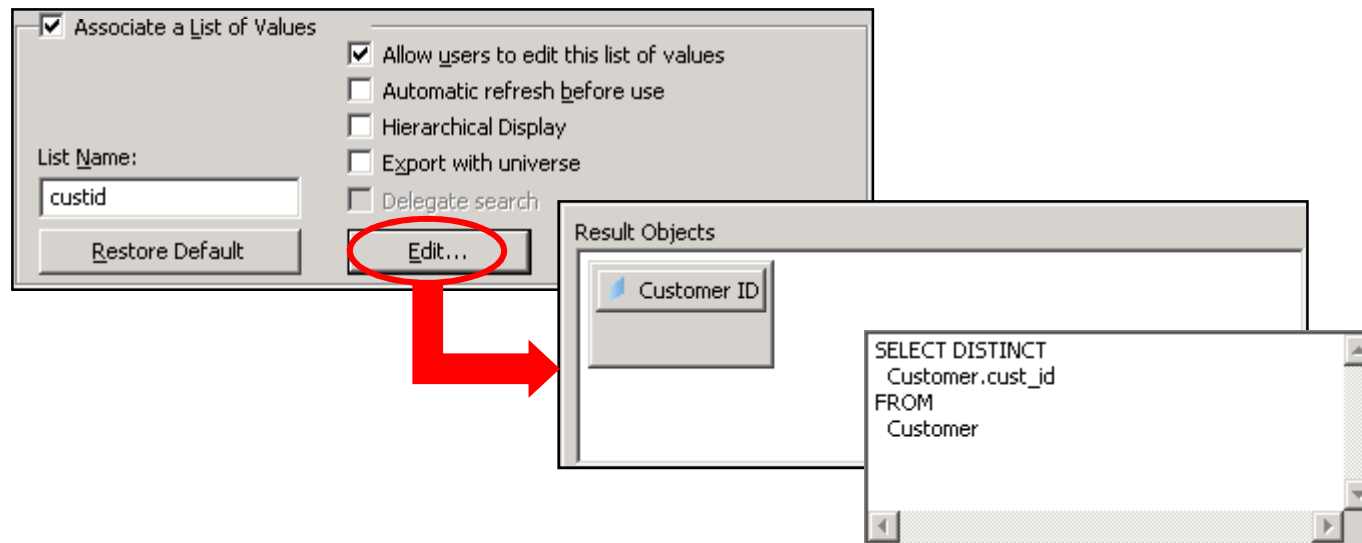 Associate a List of Values
Allow users to edit this list of values
Automatic refresh before use
Hierarchical Display
List Name:
Export with universe
custid
Delegate search
Restore Default
Edit...
Result Objects
Customer ID
SELECT DISTINCT
Customer.cust_id
FROM
Customer